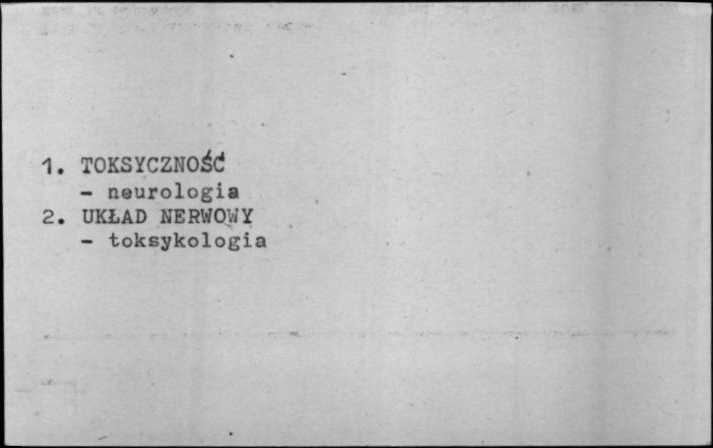 1. TOKSYCZNOŚĆ
- neurologia
2. UKŁAD NERWOWY
- toksykologia